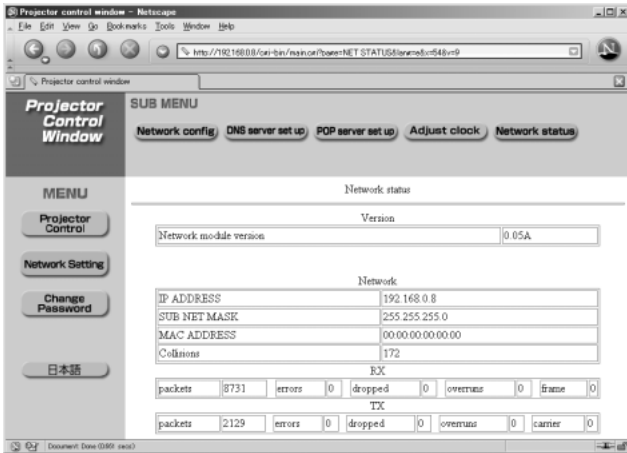 Projector control window - Netscape
File Edit View Go Bookmarks Tools Window Help
Projector control window
Projector Control Window
SUB MENU
Network config DNS server set up POP server set up Adjust clock Network status
MENU
Projector Control
Network Setting
Change Password
日本語
Network status
Version
Network module version 0.05A
Network
IP ADDRESS 192.168.0.8
SUB NET MASK 255.255.255.0
MAC ADDRESS 00:00:00:00:00:00
Collisions 172
RX
packets 8731 errors 0 dropped 0 overruns 0 frame 0
TX
packets 2129 errors 0 dropped 0 overruns 0 carrier 0
Document: Done